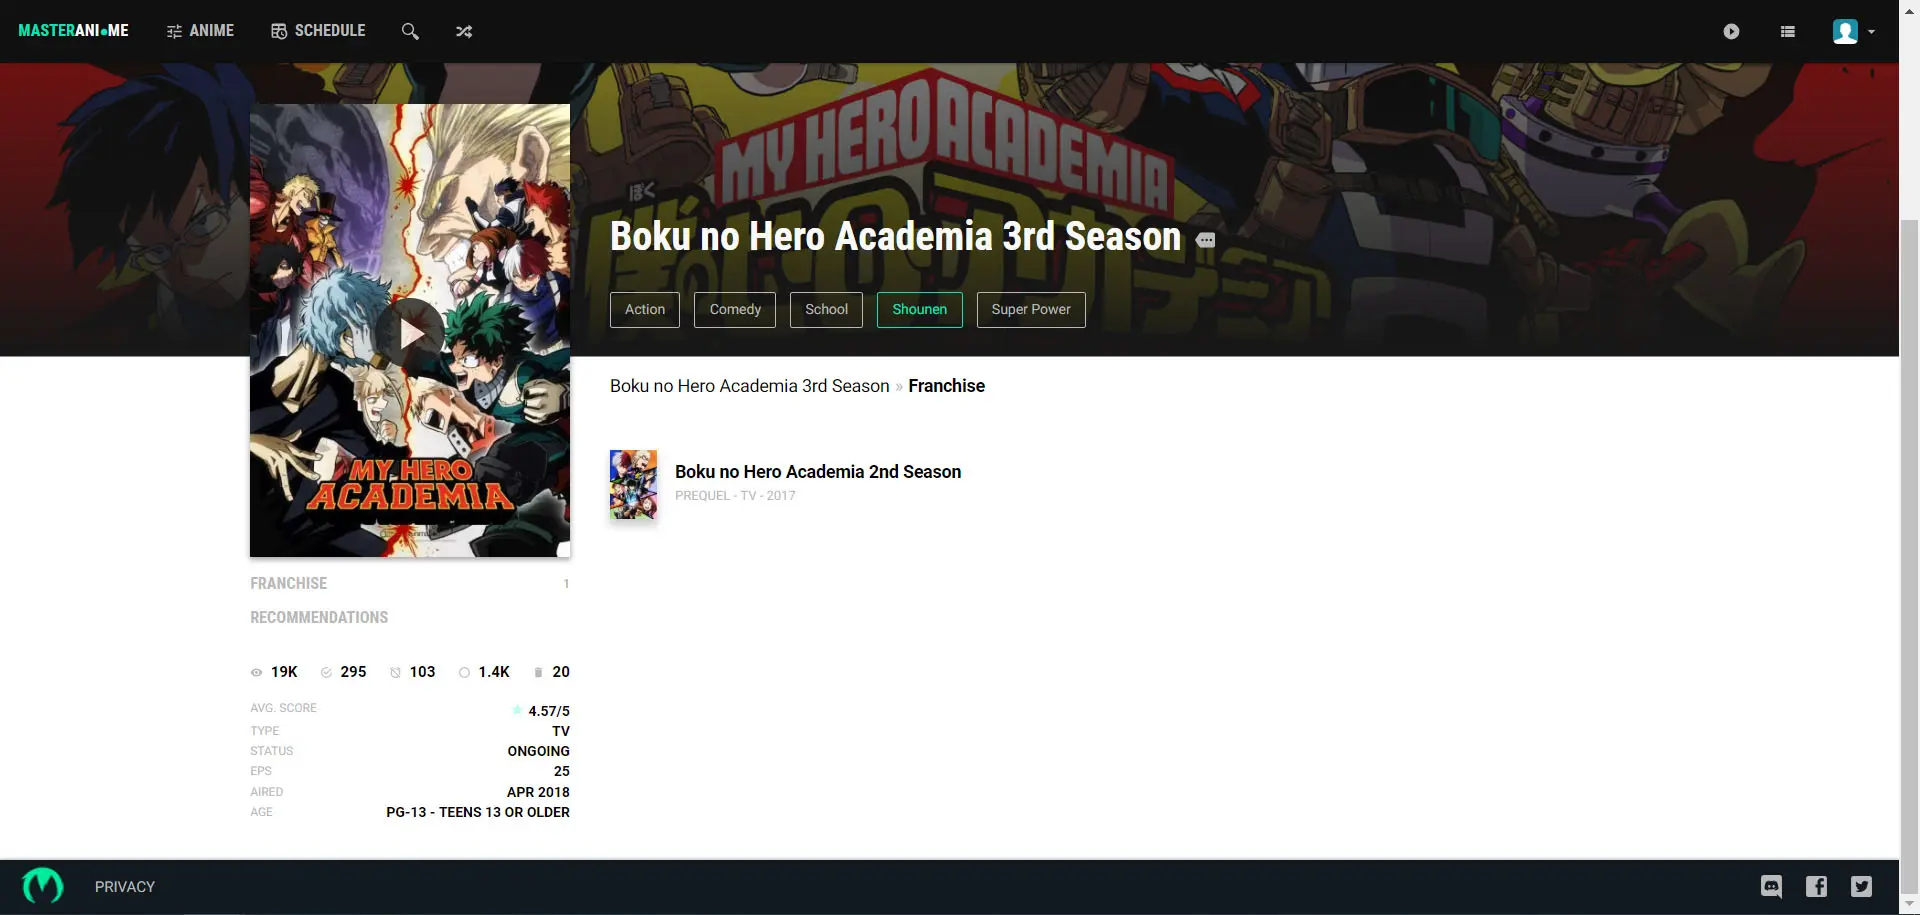 MASTERANI●ME ANIME SCHEDULE
MY HERO ACADEMIA
ぼく
Boku no Hero Academia 3rd Season
Action Comedy School Shounen Super Power
Boku no Hero Academia 3rd Season » Franchise
MY HERO
ACADEMIA
Boku no Hero Academia 2nd Season
PREQUEL - TV - 2017
FRANCHISE 1
RECOMMENDATIONS
19K 295 103 1.4K 20
AVG. SCORE 4.57/5
TYPE TV
STATUS ONGOING
EPS 25
AIRED APR 2018
AGE PG-13 - TEENS 13 OR OLDER
PRIVACY